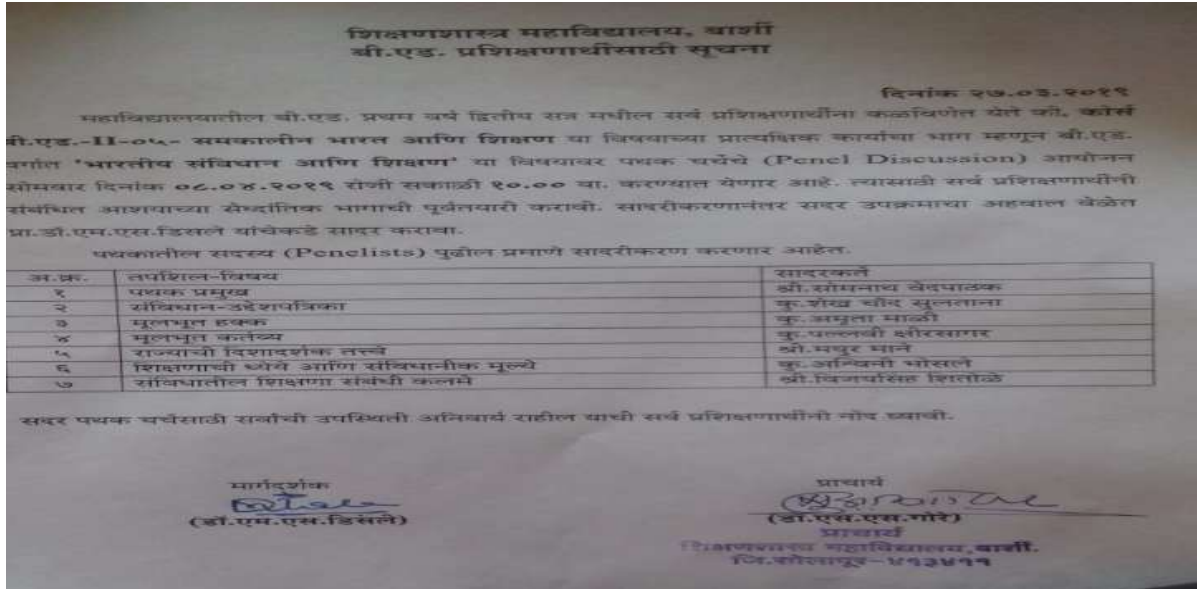 शिक्षणशास्त्र महाविद्यालय, बार्शी
बी.एड. प्रशिक्षणार्थीसाठी सूचना
दिनांक २७.०३.२०१९
महाविद्यालयातील बी.एड. प्रथम वर्ष द्वितीय सत्र मधील सर्व प्रशिक्षणार्थींना कळविणेत येते की, कोर्स
बी.एड.-II-०५- समकालीन भारत आणि शिक्षण या विषयाच्या प्रात्यक्षिक कार्याचा भाग म्हणून बी.एड.
वर्गात 'भारतीय संविधान आणि शिक्षण' या विषयावर पथक चर्चेचे (Penel Discussion) आयोजन
सोमवार दिनांक ०८.०४.२०१९ रोजी सकाळी १०.०० वा. करण्यात येणार आहे. त्यासाठी सर्व प्रशिक्षणार्थींनी
संबंधित आशयाच्या सैध्दांतिक भागाची पूर्वतयारी करावी. सादरीकरणानंतर सदर उपक्रमाचा अहवाल वेळेत
प्रा.डॉ.एम.एस.डिसले यांचेकडे सादर करावा.
पथकातील सदस्य (Penelists) पुढील प्रमाणे सादरीकरण करणार आहेत.
अ.क्र. तपशिल-विषय सादरकर्ते
१ पथक प्रमुख श्री.सोमनाथ वेदपाठक
२ संविधान-उद्देशपत्रिका कु.शेख चाँद सुलताना
३ मूलभूत हक्क कु.अमृता माळी
४ मूलभूत कर्तव्य कु.पल्लवी क्षीरसागर
५ राज्याची दिशादर्शक तत्त्वे श्री.मयुर माने
६ शिक्षणाची ध्येये आणि संविधानीक मूल्ये कु.अश्विनी भोसले
७ संविधातील शिक्षणा संबंधी कलमे श्री.विजयसिंह शितोळे
सदर पथक चर्चेसाठी सर्वांची उपस्थिती अनिवार्य राहील याची सर्व प्रशिक्षणार्थींनी नोंद घ्यावी.
मार्गदर्शक प्राचार्य
(डॉ.एम.एस.डिसले) (डॉ.एस.एस.गोरे)
प्राचार्य
शिक्षणशास्त्र महाविद्यालय,बार्शी.
जि.सोलापूर-४१३४११